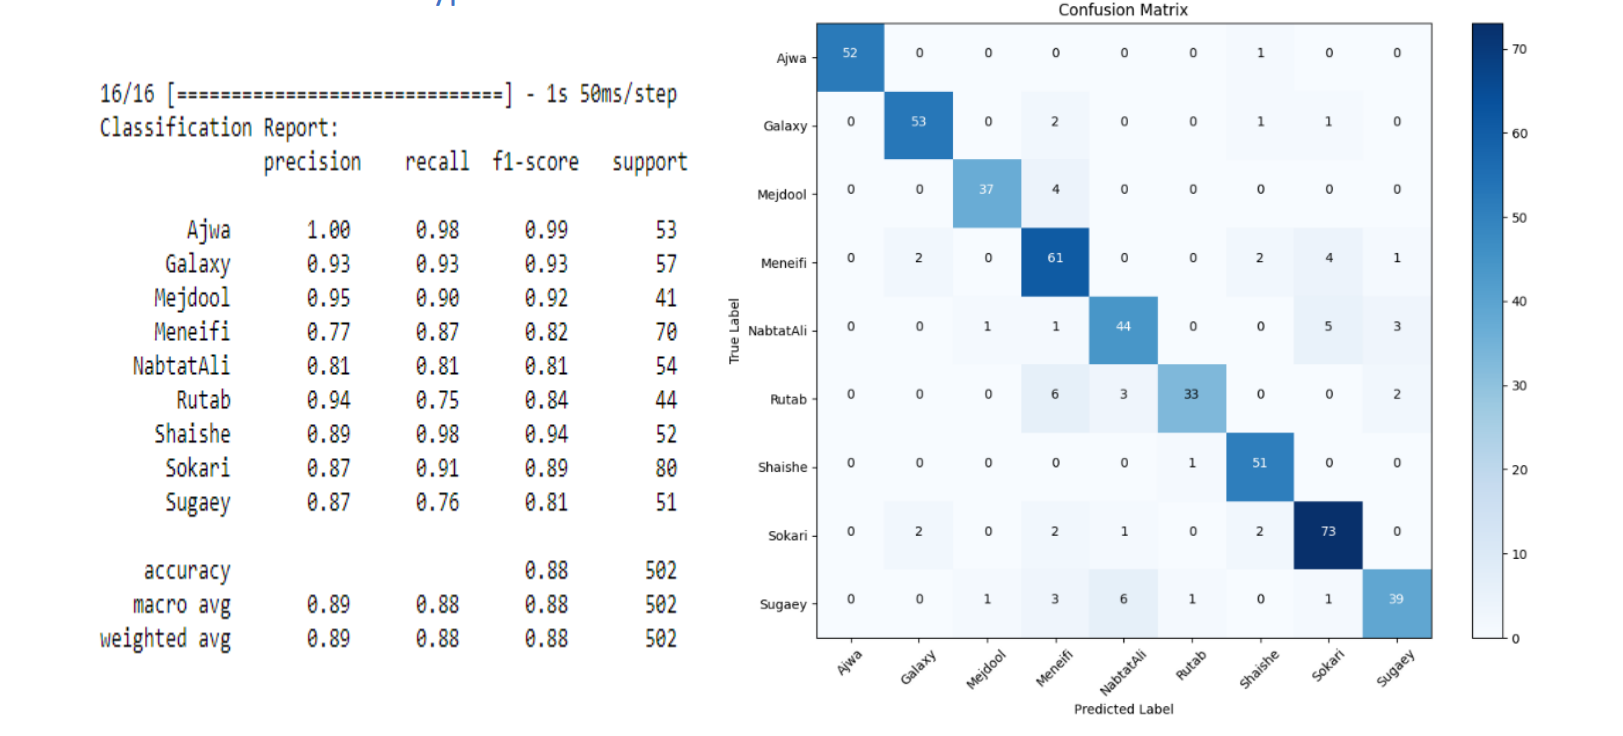 16/16 [==============================] - 1s 50ms/step
Classification Report:
precision recall f1-score support
Ajwa 1.00 0.98 0.99 53
Galaxy 0.93 0.93 0.93 57
Mejdool 0.95 0.90 0.92 41
Meneifi 0.77 0.87 0.82 70
NabtatAli 0.81 0.81 0.81 54
Rutab 0.94 0.75 0.84 44
Shaishe 0.89 0.98 0.94 52
Sokari 0.87 0.91 0.89 80
Sugaey 0.87 0.76 0.81 51
accuracy 0.88 502
macro avg 0.89 0.88 0.88 502
weighted avg 0.89 0.88 0.88 502
Confusion Matrix
True Label
Ajwa 52 0 0 0 0 0 1 0 0
Galaxy 0 53 0 2 0 0 1 1 0
Mejdool 0 0 37 4 0 0 0 0 0
Meneifi 0 2 0 61 0 0 2 4 1
NabtatAli 0 0 1 1 44 0 0 5 3
Rutab 0 0 0 6 3 33 0 0 2
Shaishe 0 0 0 0 0 1 51 0 0
Sokari 0 2 0 2 1 0 2 73 0
Sugaey 0 0 1 3 6 1 0 1 39
Ajwa Galaxy Mejdool Meneifi NabtatAli Rutab Shaishe Sokari Sugaey
Predicted Label
70
60
50
40
30
20
10
0